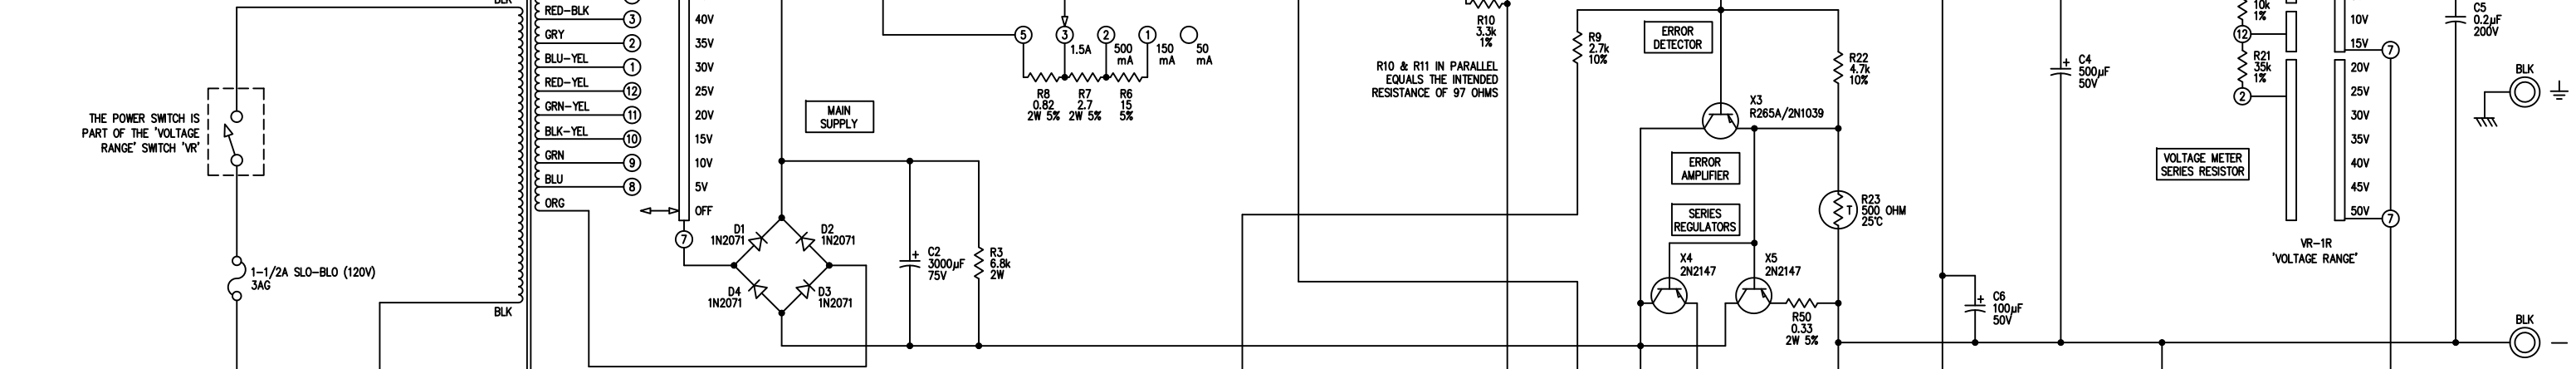 BLK
RED-BLK
3
40V
GRY
2
35V
BLU-YEL
1
30V
RED-YEL
12
25V
GRN-YEL
11
20V
BLK-YEL
10
15V
GRN
9
10V
BLU
8
5V
ORG
OFF
7
THE POWER SWITCH IS
PART OF THE 'VOLTAGE
RANGE' SWITCH 'VR'
1-1/2A SLO-BLO (120V)
3AG
BLK
MAIN
SUPPLY
D1
1N2071
D2
1N2071
D4
1N2071
D3
1N2071
+
C2
3000µF
75V
R3
6.8k
2W
5
3
1.5A
2
500
mA
1
150
mA
50
mA
R8
0.82
2W 5%
R7
2.7
2W 5%
R6
15
5%
R10
3.3k
1%
R10 & R11 IN PARALLEL
EQUALS THE INTENDED
RESISTANCE OF 97 OHMS
R9
2.7k
10%
ERROR
DETECTOR
R22
4.7k
10%
X3
R265A/2N1039
ERROR
AMPLIFIER
SERIES
REGULATORS
T
R23
500 OHM
25°C
X4
2N2147
X5
2N2147
R50
0.33
2W 5%
+
C6
100µF
50V
+
C4
500µF
50V
10k
1%
12
R21
35k
1%
2
VOLTAGE METER
SERIES RESISTOR
10V
15V
7
20V
25V
30V
35V
40V
45V
50V
7
VR-1R
'VOLTAGE RANGE'
C5
0.2µF
200V
BLK
BLK
—